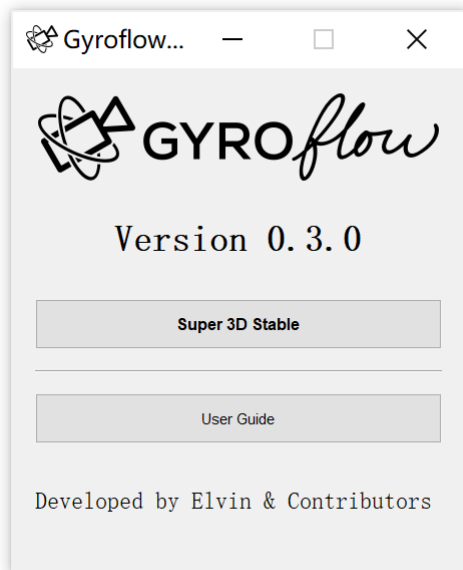 Gyroflow...
GYROflow
Version 0.3.0
Super 3D Stable
User Guide
Developed by Elvin & Contributors